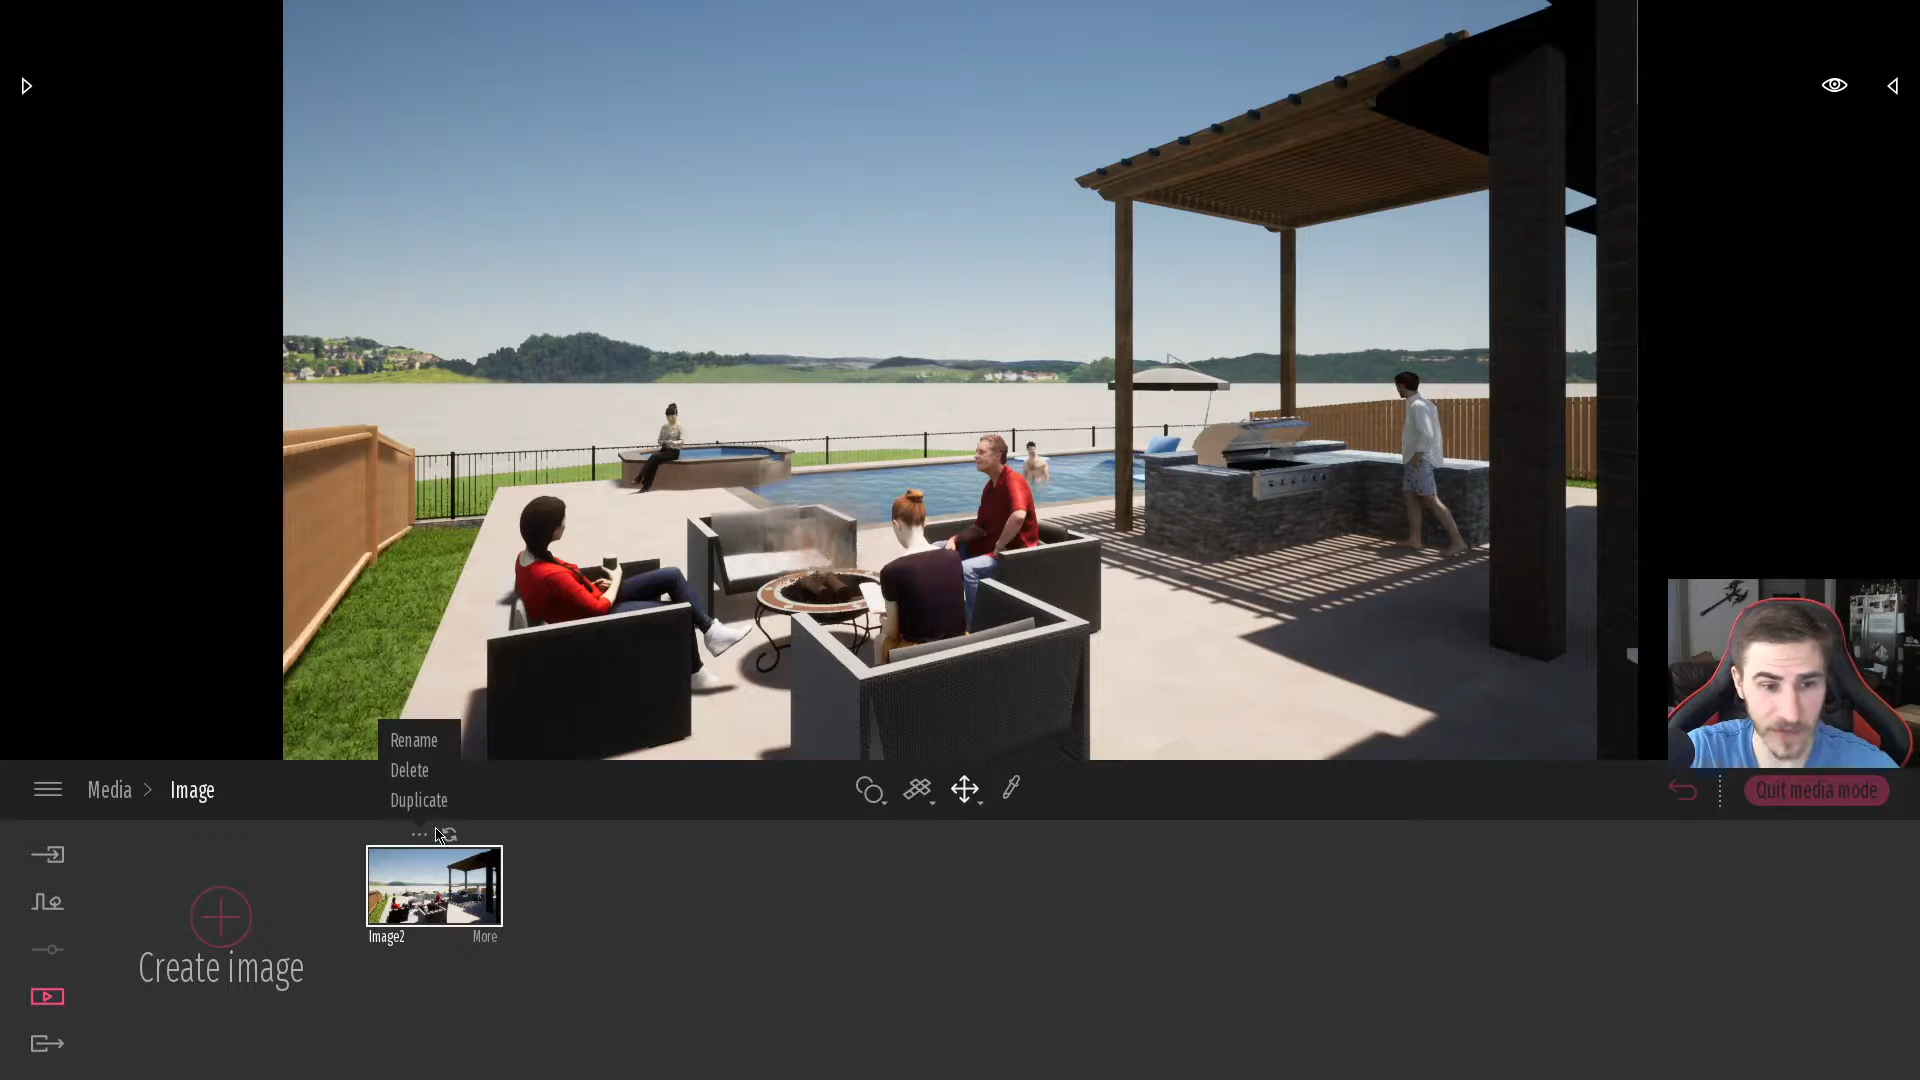 Rename
Delete
Duplicate
Media > Image
Quit media mode
Create image
Image2
More